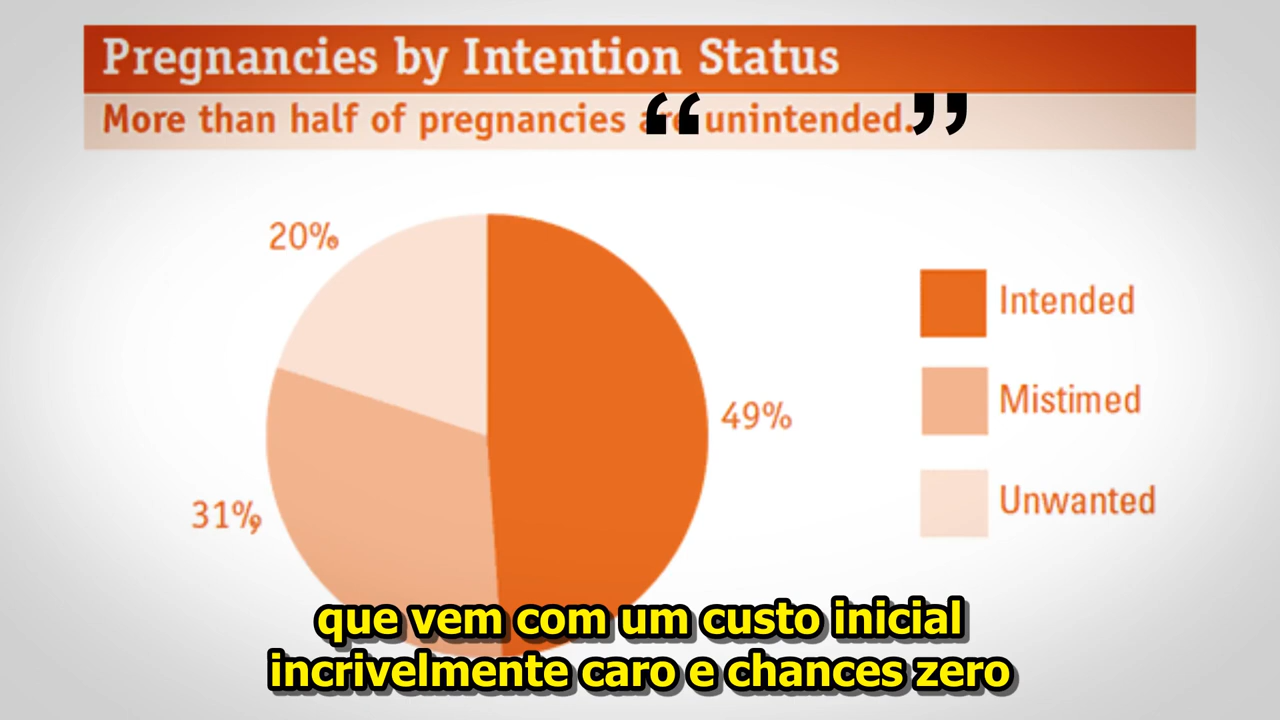 Pregnancies by Intention Status
More than half of pregnancies are “unintended.”
20%
49%
31%
Intended
Mistimed
Unwanted
que vem com um custo inicial
incrivelmente caro e chances zero